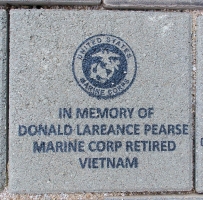 UNITED STATES
MARINE CORPS
IN MEMORY OF
DONALD LAREANCE PEARSE
MARINE CORP RETIRED
VIETNAM